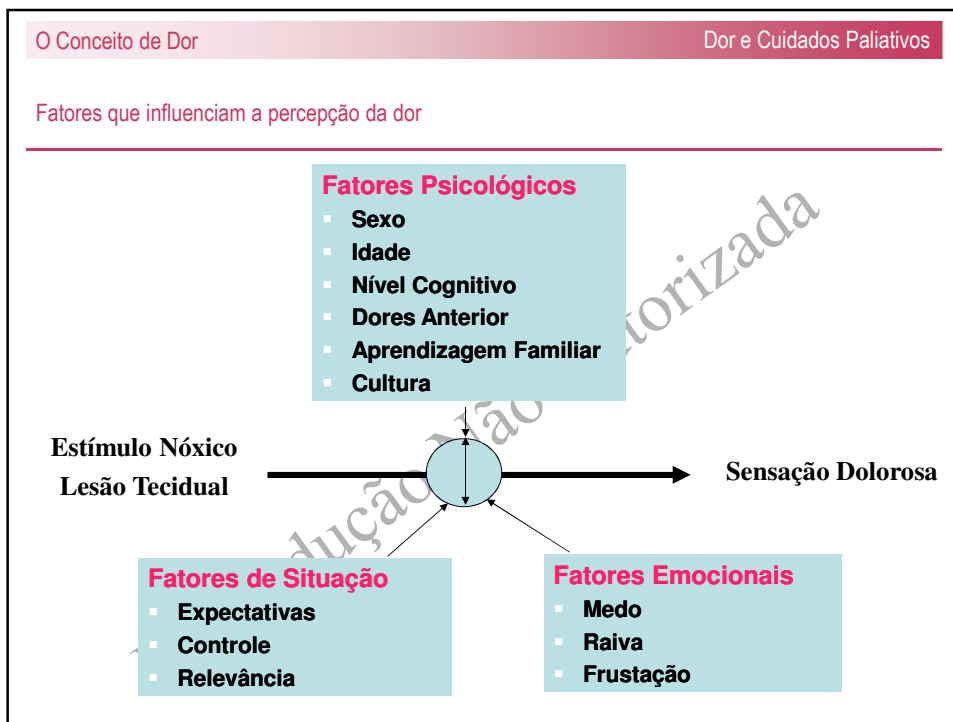 O Conceito de Dor
Dor e Cuidados Paliativos
Fatores que influenciam a percepção da dor
Fatores Psicológicos
Sexo
Idade
Nível Cognitivo
Dores Anterior
Aprendizagem Familiar
Cultura
Estímulo Nóxico
Lesão Tecidual
Sensação Dolorosa
Fatores de Situação
Expectativas
Controle
Relevância
Fatores Emocionais
Medo
Raiva
Frustação
Não